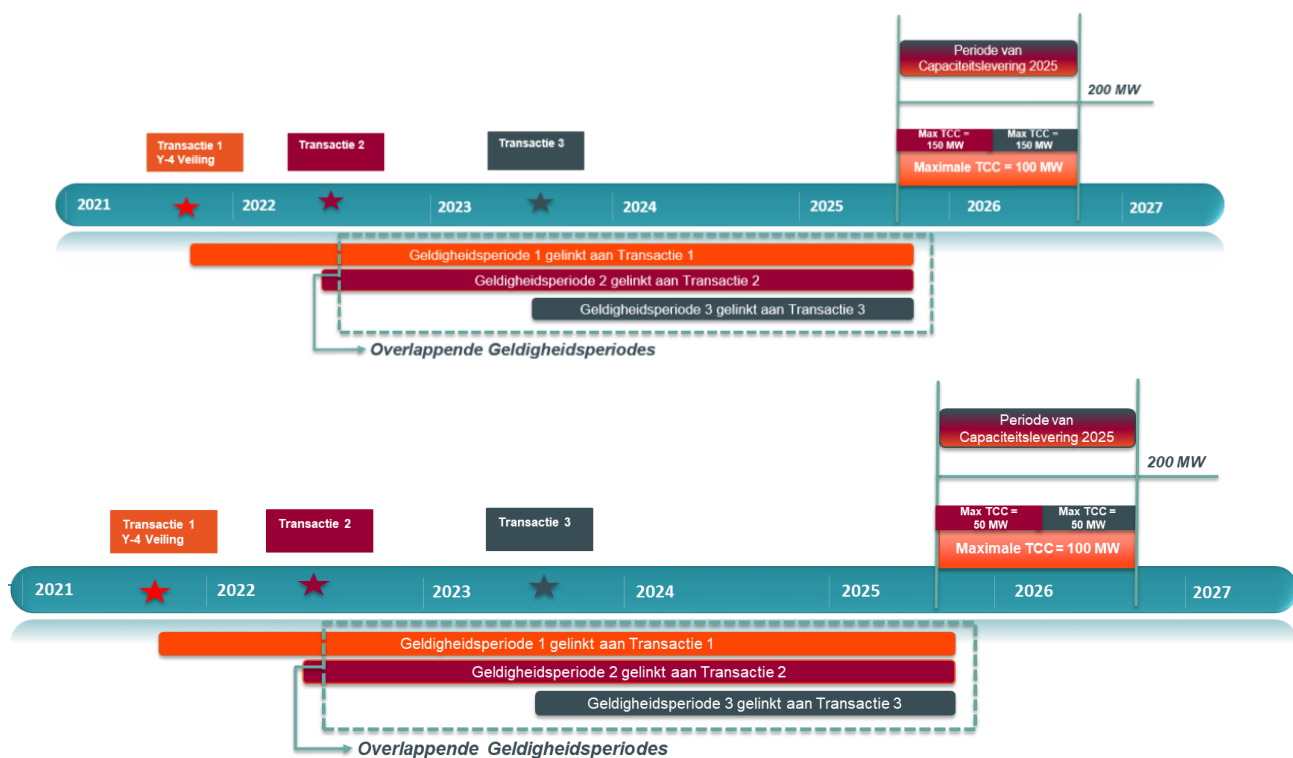 Periode van
Capaciteitslevering 2025
200 MW
Transactie 1
Y-4 Veiling
Transactie 2
Transactie 3
Max TCC =
150 MW
Max TCC =
150 MW
Maximale TCC = 100 MW
2021
2022
2023
2024
2025
2026
2027
Geldigheidsperiode 1 gelinkt aan Transactie 1
Geldigheidsperiode 2 gelinkt aan Transactie 2
Geldigheidsperiode 3 gelinkt aan Transactie 3
Overlappende Geldigheidsperiodes
Periode van
Capaciteitslevering 2025
200 MW
Transactie 1
Y-4 Veiling
Transactie 2
Transactie 3
Max TCC =
50 MW
Max TCC =
50 MW
Maximale TCC = 100 MW
2021
2022
2023
2024
2025
2026
2027
Geldigheidsperiode 1 gelinkt aan Transactie 1
Geldigheidsperiode 2 gelinkt aan Transactie 2
Geldigheidsperiode 3 gelinkt aan Transactie 3
Overlappende Geldigheidsperiodes